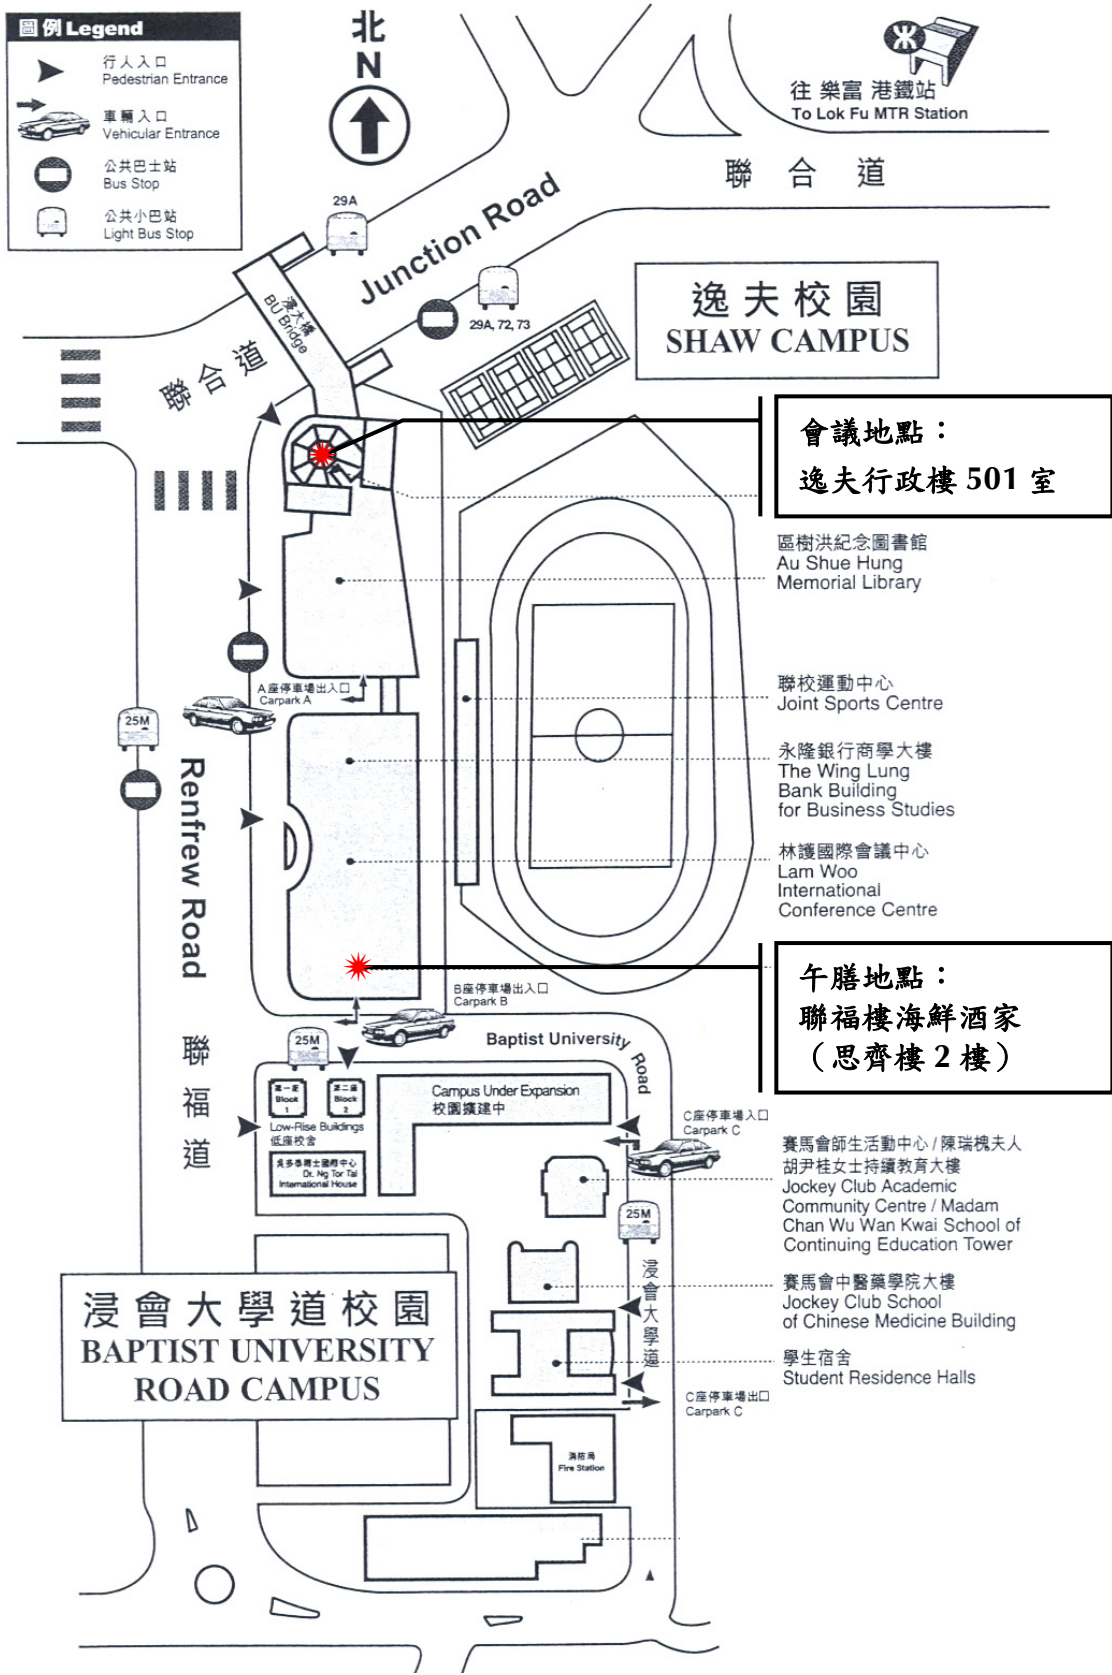 圖例 Legend
行人入口
Pedestrian Entrance
車輛入口
Vehicular Entrance
公共巴士站
Bus Stop
公共小巴站
Light Bus Stop
北
N
往 樂富 港鐵站
To Lok Fu MTR Station
聯合道
Junction Road
29A
29A, 72, 73
浸大橋
BU Bridge
聯合道
逸夫校園
SHAW CAMPUS
會議地點：
逸夫行政樓 501 室
區樹洪紀念圖書館
Au Shue Hung
Memorial Library
聯校運動中心
Joint Sports Centre
永隆銀行商學大樓
The Wing Lung
Bank Building
for Business Studies
林護國際會議中心
Lam Woo
International
Conference Centre
A座停車場出入口
Carpark A
25M
Renfrew Road
聯福道
午膳地點：
聯福樓海鮮酒家
（思齊樓 2 樓）
B座停車場出入口
Carpark B
25M
Baptist University Road
第一座
Block
1
第二座
Block
2
Low-Rise Buildings
低座校舍
Campus Under Expansion
校園擴建中
吳多泰博士國際中心
Dr. Ng Tor Tai
International House
C座停車場入口
Carpark C
25M
浸會大學道
賽馬會師生活動中心 / 陳瑞槐夫人
胡尹桂女士持續教育大樓
Jockey Club Academic
Community Centre / Madam
Chan Wu Wan Kwai School of
Continuing Education Tower
賽馬會中醫藥學院大樓
Jockey Club School
of Chinese Medicine Building
學生宿舍
Student Residence Halls
C座停車場出口
Carpark C
浸會大學道校園
BAPTIST UNIVERSITY
ROAD CAMPUS
消防局
Fire Station